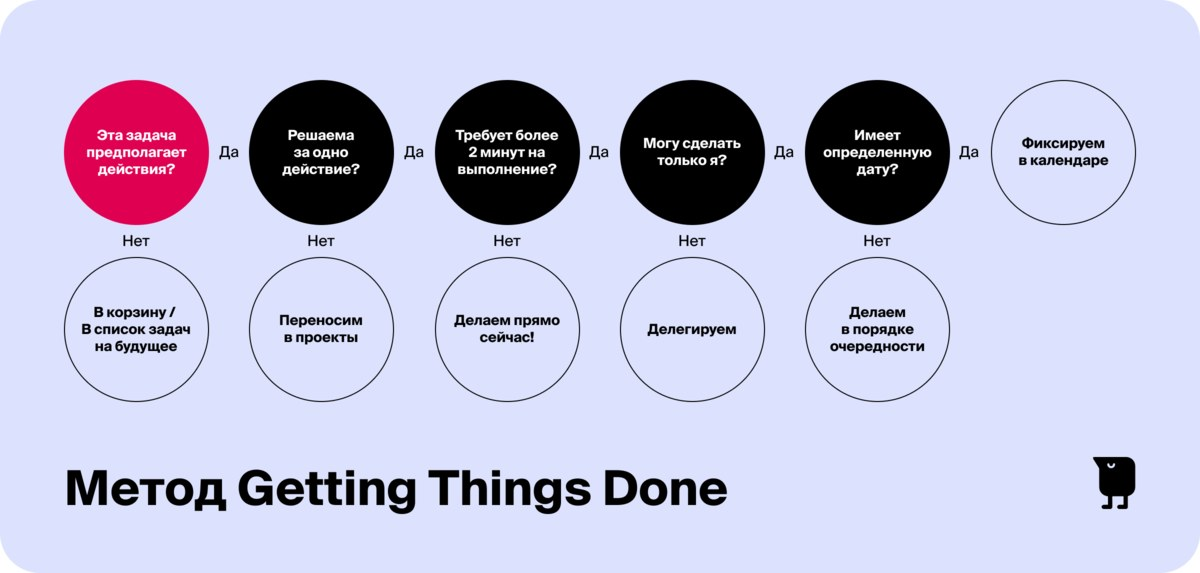 Эта задача
предполагает
действия?
Да
Решаема
за одно
действие?
Да
Требует более
2 минут на
выполнение?
Да
Могу сделать
только я?
Да
Имеет
определенную
дату?
Да
Фиксируем
в календаре
Нет
Нет
Нет
Нет
Нет
В корзину /
В список задач
на будущее
Переносим
в проекты
Делаем прямо
сейчас!
Делегируем
Делаем
в порядке
очередности
Метод Getting Things Done